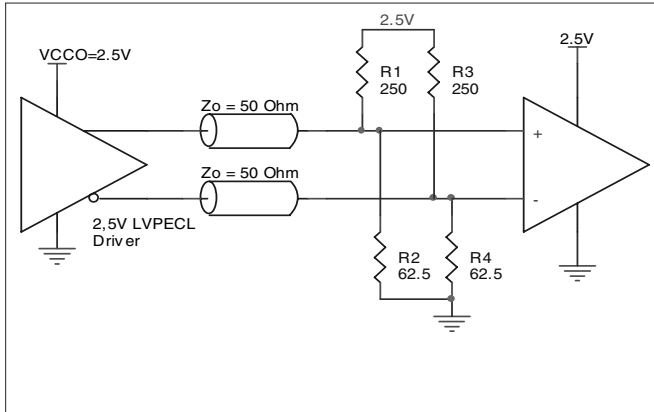 2.5V
VCCO=2.5V
2.5V
R1
250
R3
250
Zo = 50 Ohm
+
Zo = 50 Ohm
-
2,5V LVPECL
Driver
R2
62.5
R4
62.5